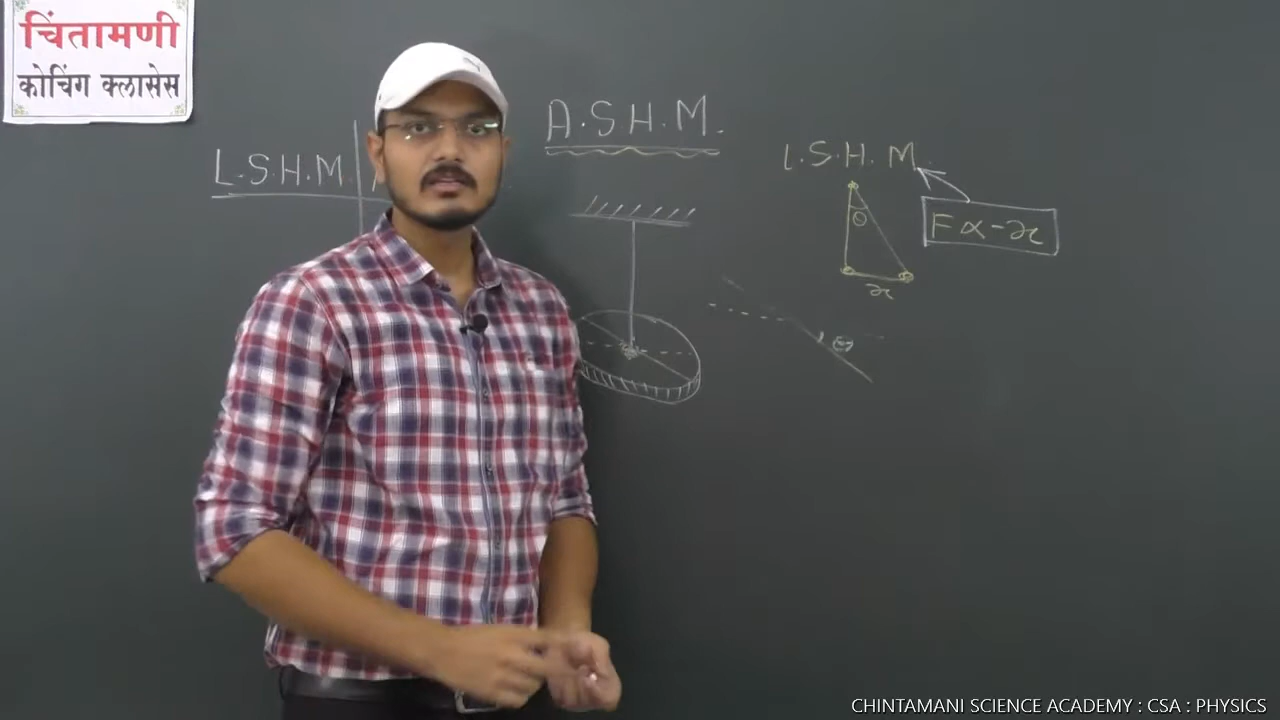 चिंतामणी
कोचिंग क्लासेस
L.S.H.M.
A.S.H.M.
L.S.H.M.
θ
F α - x
x
θ
CHINTAMANI SCIENCE ACADEMY : CSA : PHYSICS